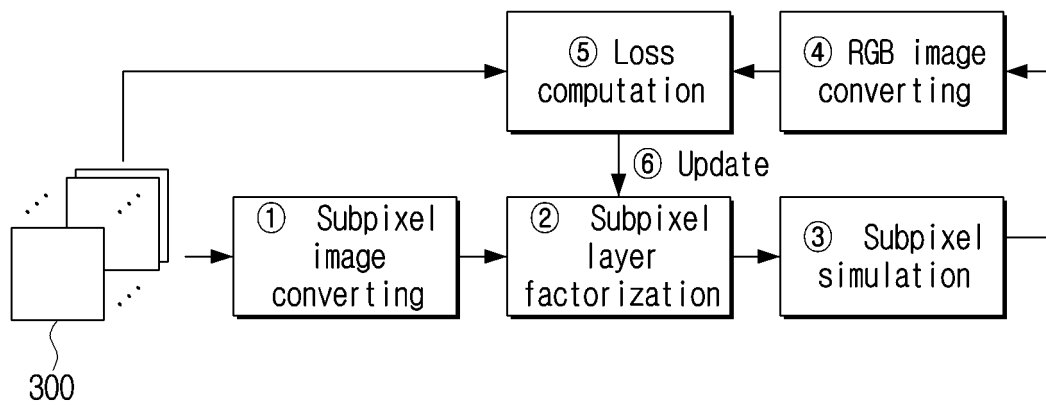 ⑤ Loss
computation
④ RGB image
converting
⑥ Update
① Subpixel
image
converting
② Subpixel
layer
factorization
③ Subpixel
simulation
300